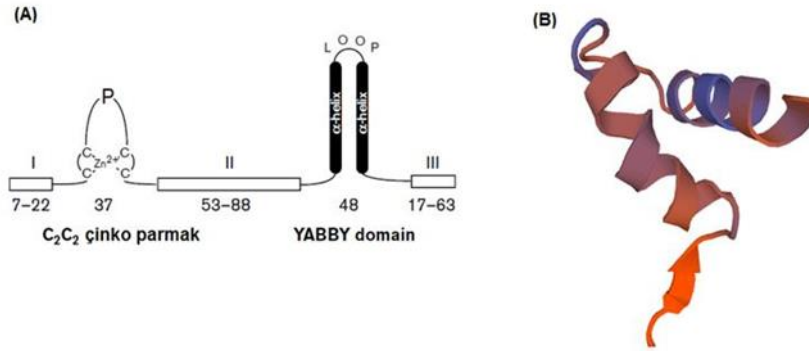 (A)
(B)
L O O P
P
α-helix α-helix
C C
Zn²⁺
C C
I II III
7–22 37 53–88 48 17–63
C₂C₂ çinko parmak YABBY domain